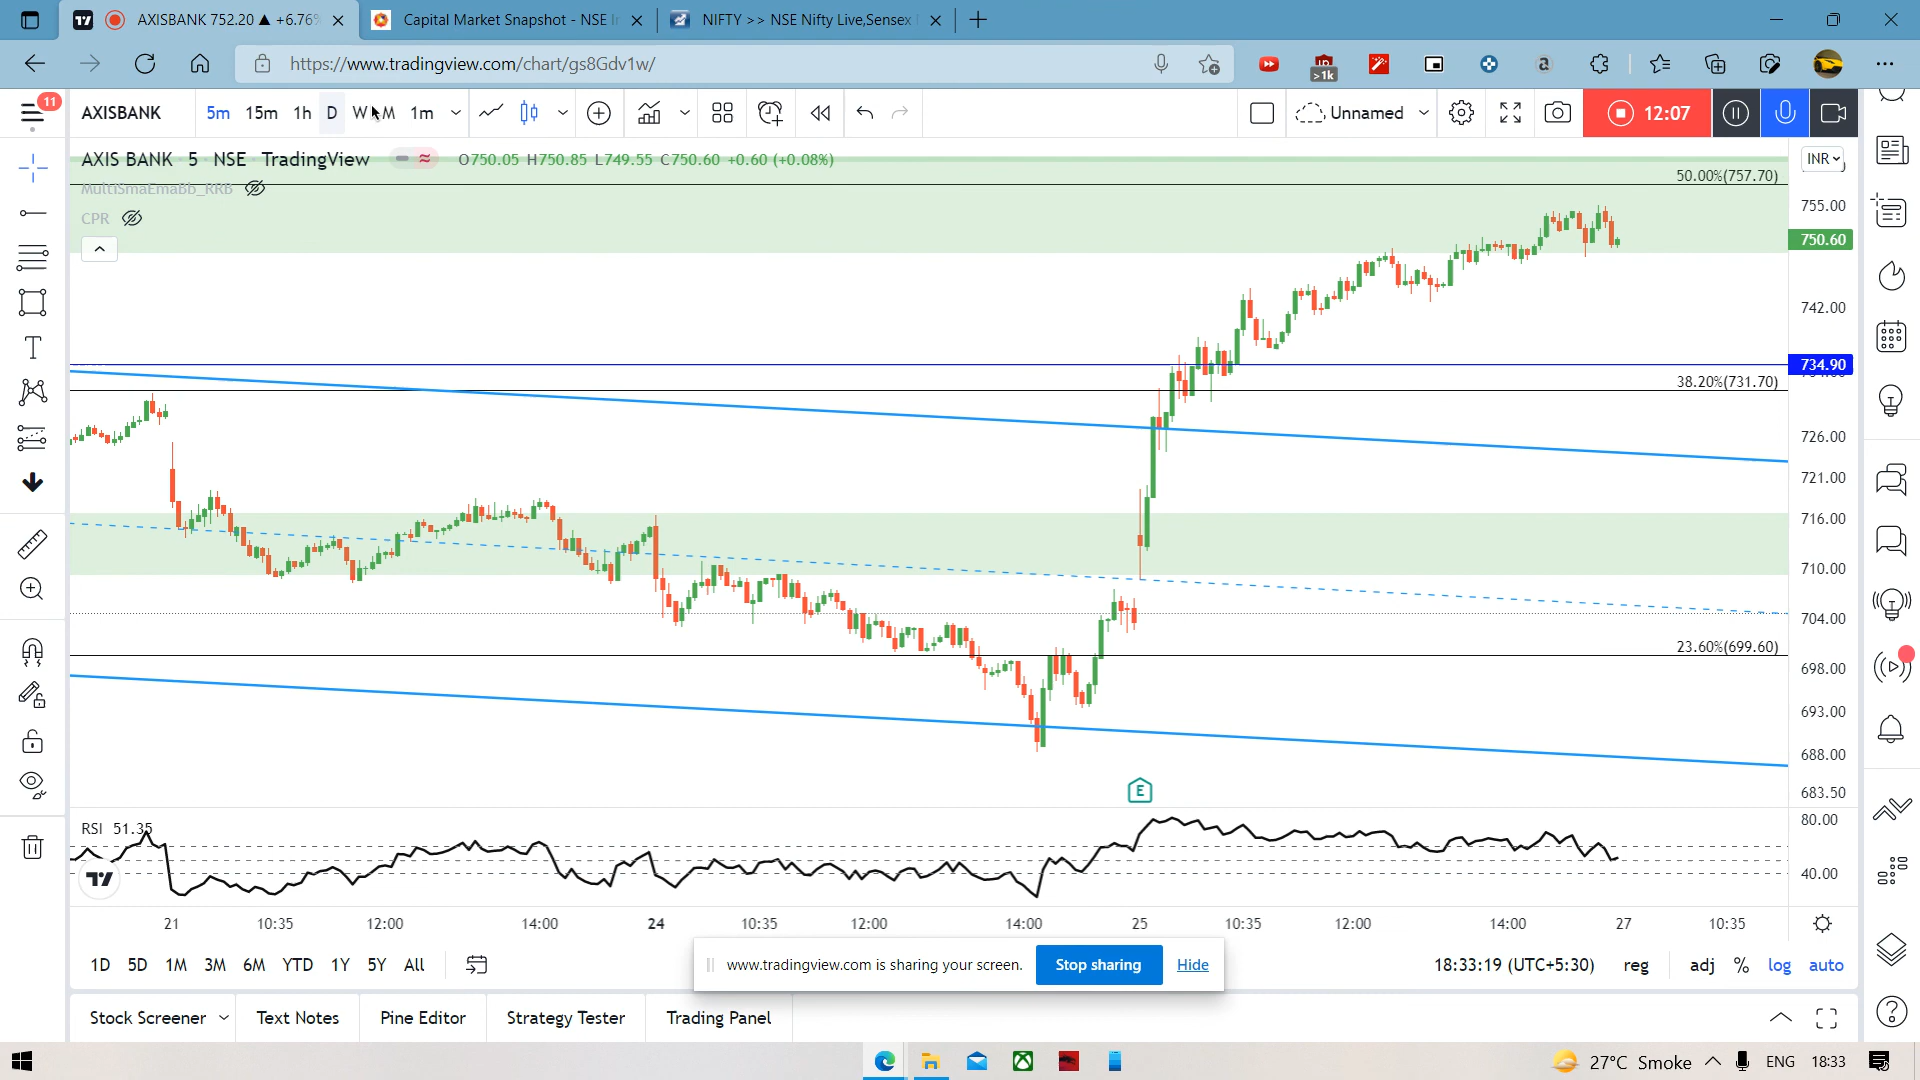 AXISBANK 752.20 ▲ +6.76%
Capital Market Snapshot - NSE In
NIFTY >> NSE Nifty Live,Sensex
https://www.tradingview.com/chart/gs8Gdv1w/
>1k
a
11
AXISBANK 5m 15m 1h D W M 1m
Unnamed
12:07
AXIS BANK 5 NSE TradingView
O750.05 H750.85 L749.55 C750.60 +0.60 (+0.08%)
INR
MultiSmaEmaBb_RRB
CPR
50.00%(757.70)
755.00
750.60
742.00
734.90
38.20%(731.70)
726.00
721.00
716.00
710.00
704.00
23.60%(699.60)
698.00
693.00
688.00
683.50
E
RSI 51.35
80.00
40.00
21 10:35 12:00 14:00 24 10:35 12:00 14:00 25 10:35 12:00 14:00 27 10:35
1D 5D 1M 3M 6M YTD 1Y 5Y All
www.tradingview.com is sharing your screen. Stop sharing Hide
18:33:19 (UTC+5:30) reg adj % log auto
Stock Screener Text Notes Pine Editor Strategy Tester Trading Panel
27°C Smoke ENG 18:33